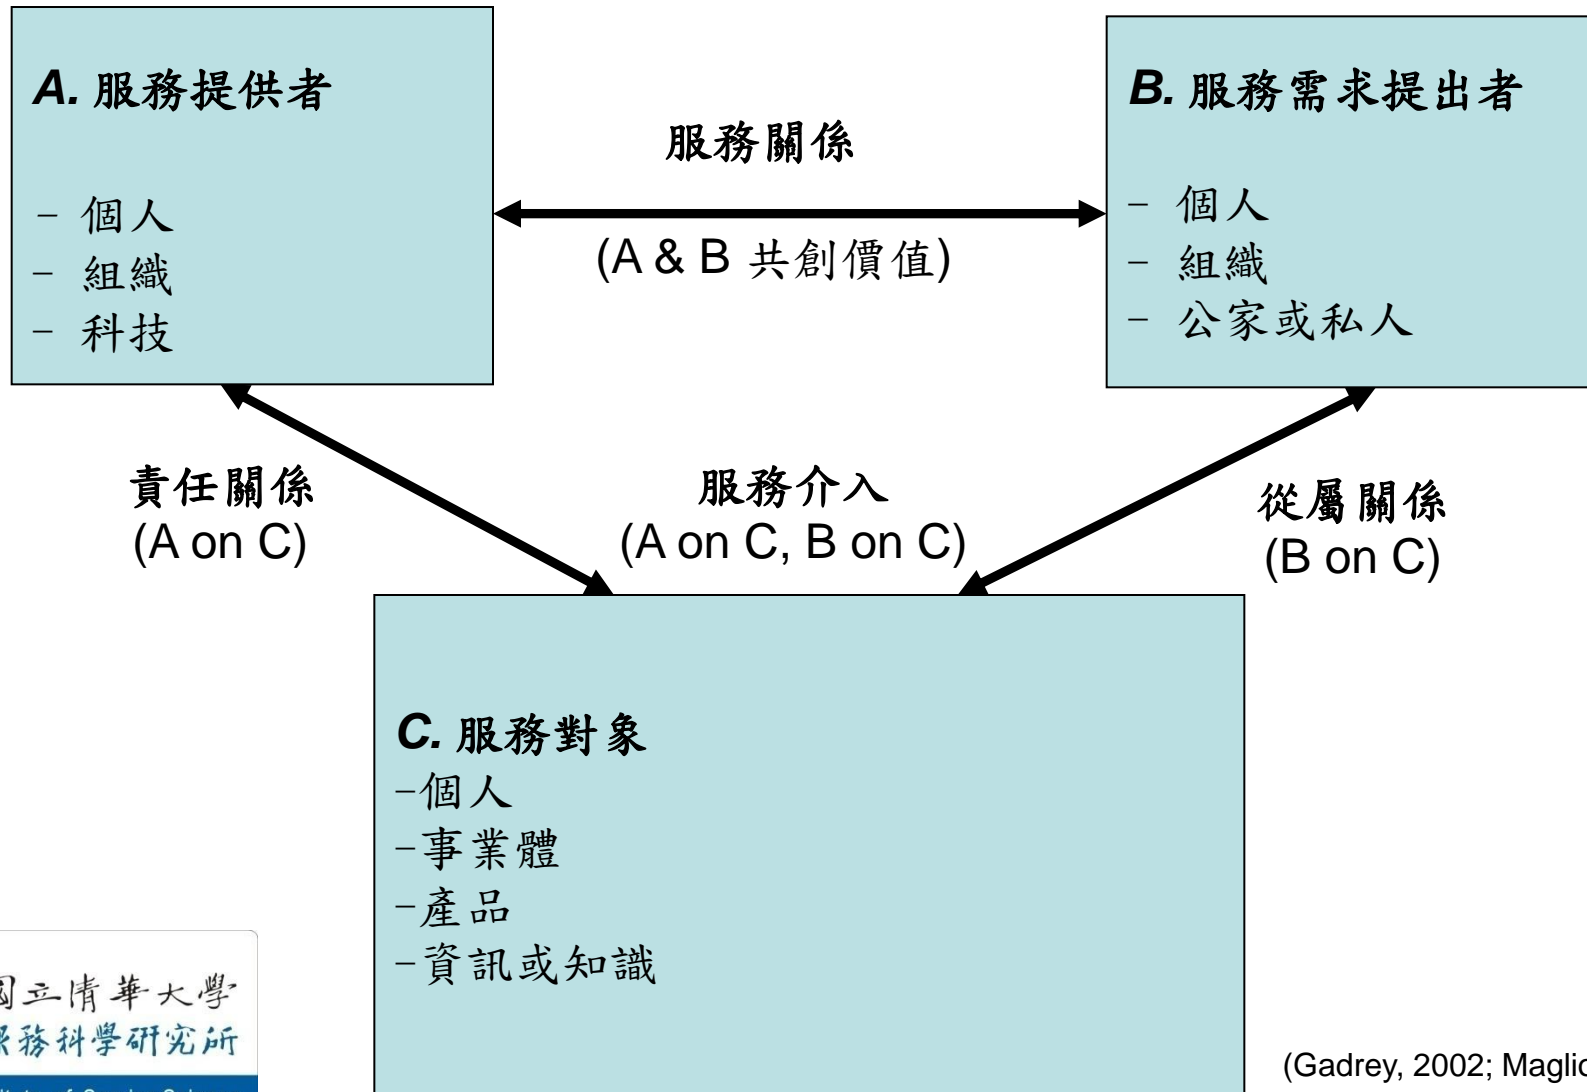 A. 服務提供者
- 個人
- 組織
- 科技
服務關係
(A & B 共創價值)
B. 服務需求提出者
- 個人
- 組織
- 公家或私人
責任關係
(A on C)
服務介入
(A on C, B on C)
從屬關係
(B on C)
C. 服務對象
-個人
-事業體
-產品
-資訊或知識
國立清華大學
服務科學研究所
(Gadrey, 2002; Maglio